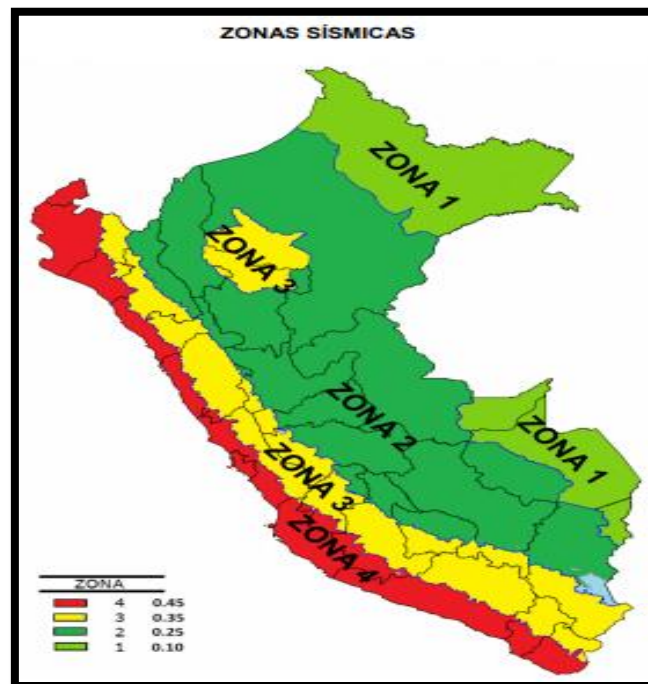 ZONAS SÍSMICAS
ZONA 1
ZONA 3
ZONA 2
ZONA 1
ZONA 3
ZONA 4
ZONA
4 0.45
3 0.35
2 0.25
1 0.10